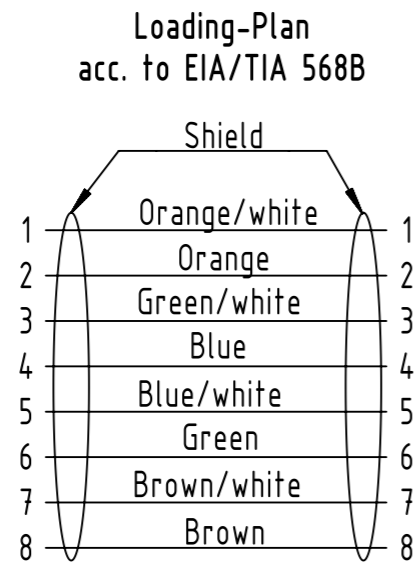 Loading-Plan
acc. to EIA/TIA 568B
Shield
1 Orange/white 1
2 Orange 2
3 Green/white 3
4 Blue 4
5 Blue/white 5
6 Green 6
7 Brown/white 7
8 Brown 8